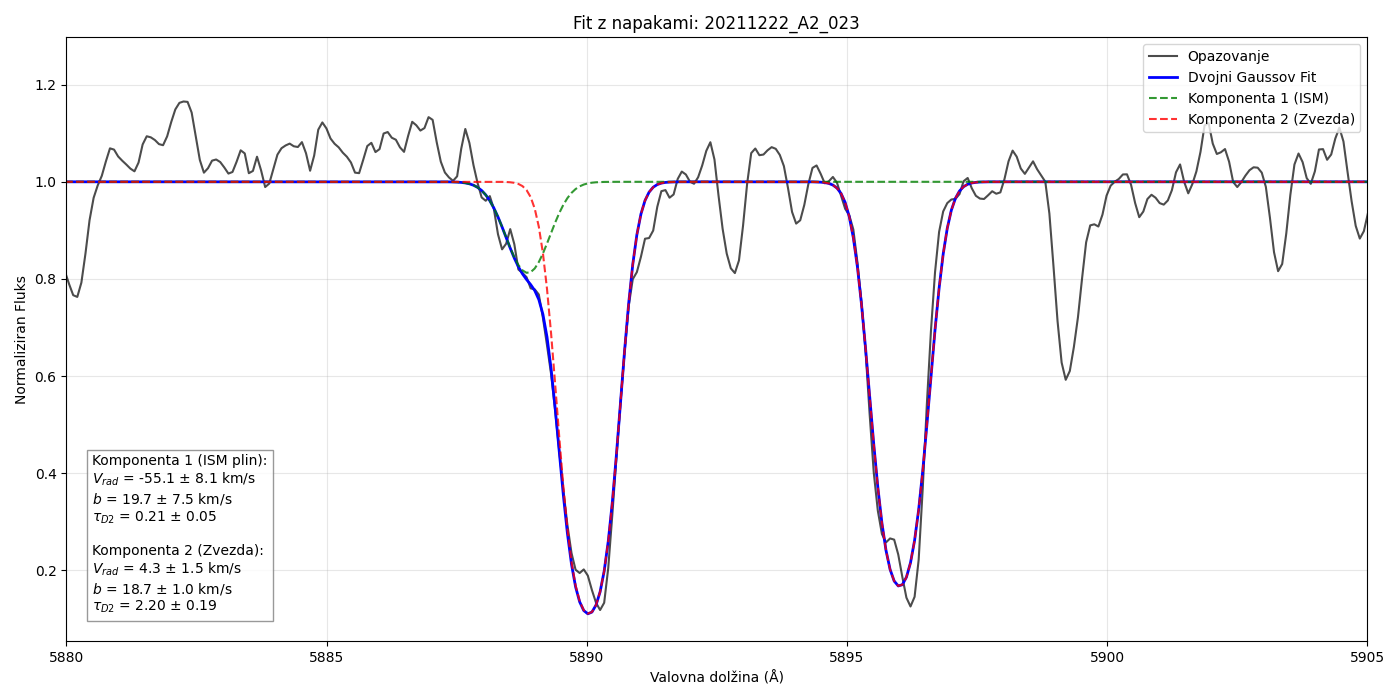 Fit z napakami: 20211222_A2_023
Normaliziran Fluks
1.2
1.0
0.8
0.6
0.4
0.2
Opazovanje
Dvojni Gaussov Fit
Komponenta 1 (ISM)
Komponenta 2 (Zvezda)
Komponenta 1 (ISM plin):
V_rad = -55.1 ± 8.1 km/s
b = 19.7 ± 7.5 km/s
τ_D2 = 0.21 ± 0.05
Komponenta 2 (Zvezda):
V_rad = 4.3 ± 1.5 km/s
b = 18.7 ± 1.0 km/s
τ_D2 = 2.20 ± 0.19
5880 5885 5890 5895 5900 5905
Valovna dolžina (Å)